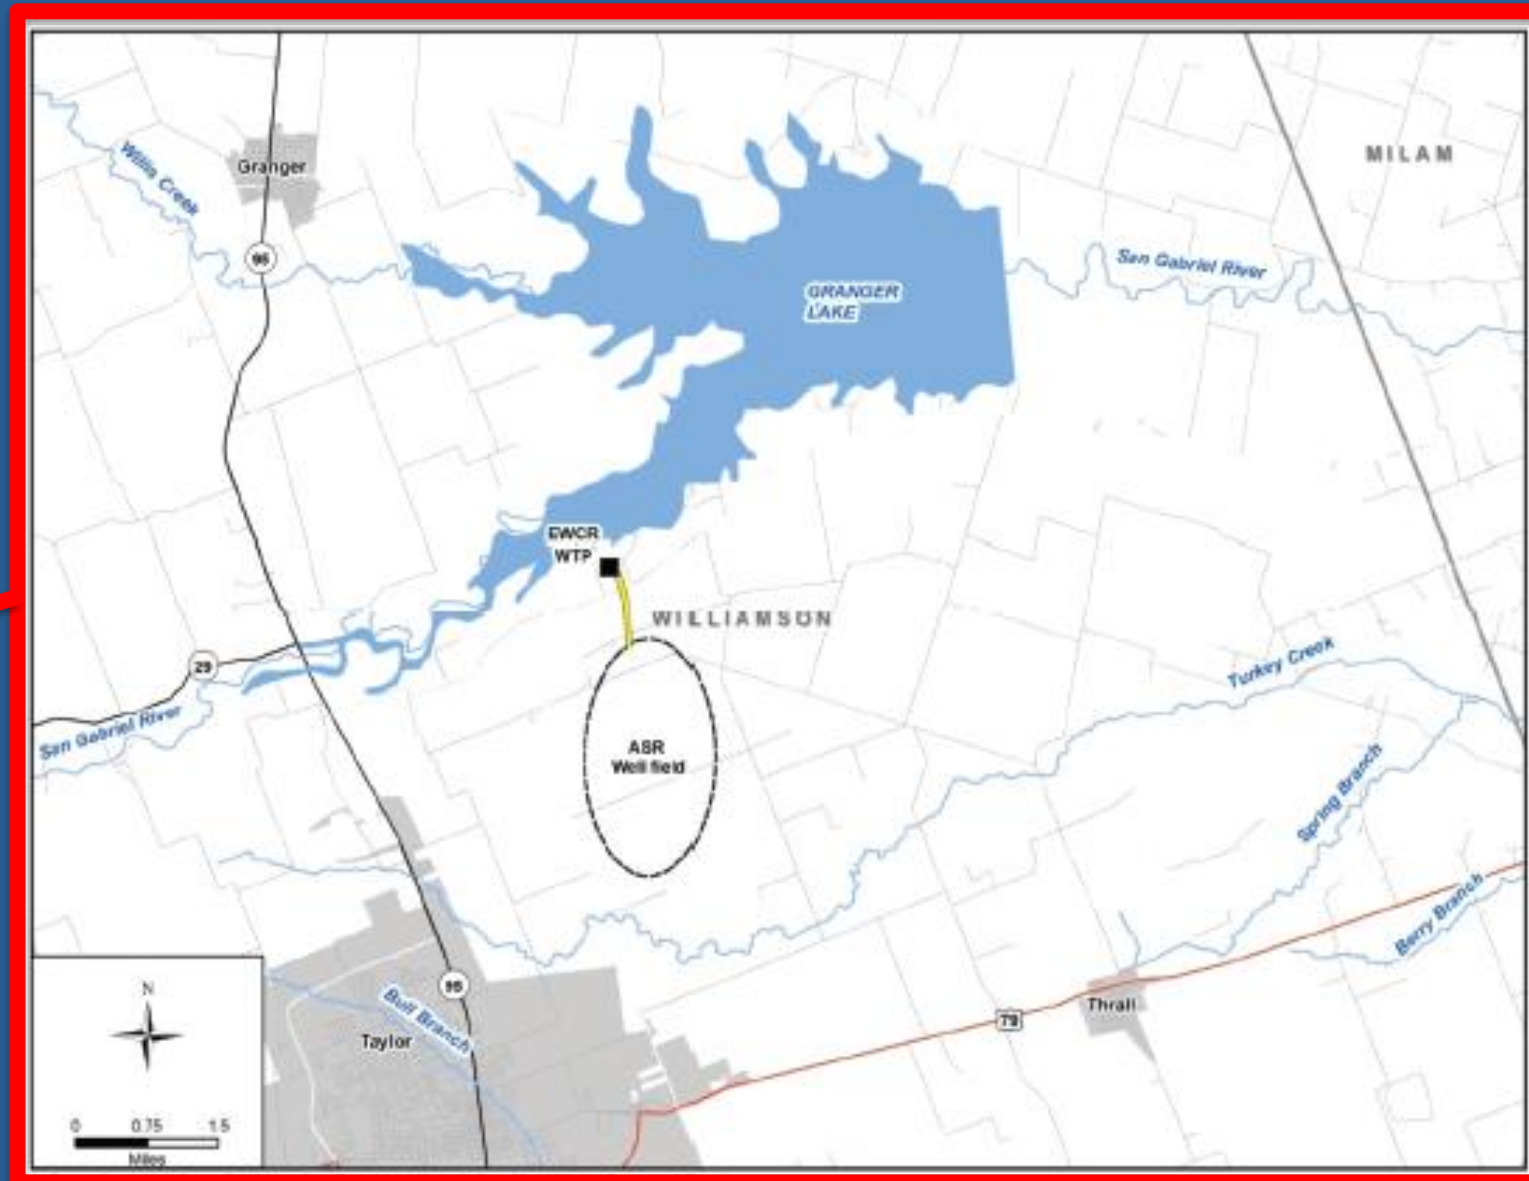 Granger
Willis Creek
MILAM
95
San Gabriel River
GRANGER
LAKE
EWCR
WTP
WILLIAMSON
29
Turkey Creek
San Gabriel River
ASR
Well field
Spring Branch
Berry Branch
N
95
Bull Branch
79
Thrall
Taylor
0 0.75 1.5
Miles